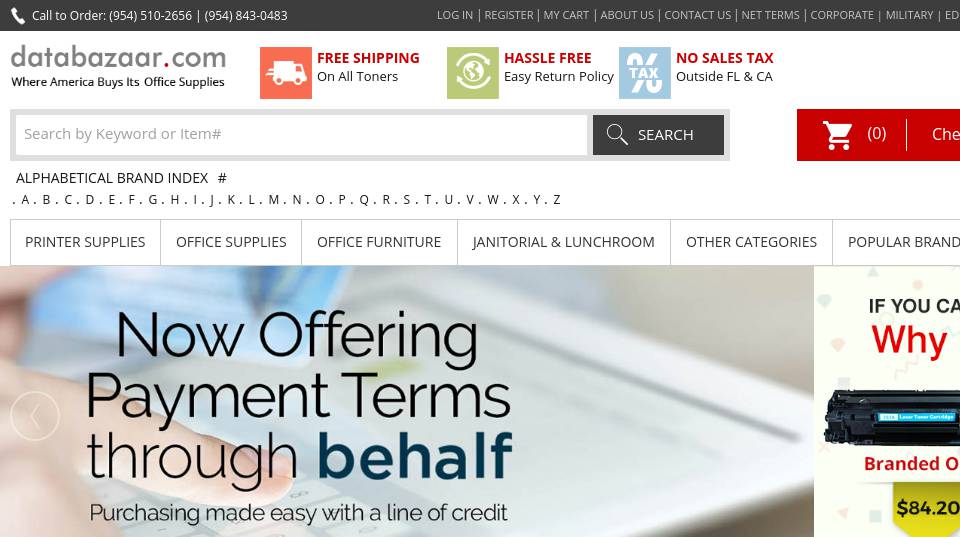 Call to Order: (954) 510-2656 | (954) 843-0483
LOG IN | REGISTER | MY CART | ABOUT US | CONTACT US | NET TERMS | CORPORATE | MILITARY | ED
databazaar.com
Where America Buys Its Office Supplies
FREE SHIPPING
On All Toners
HASSLE FREE
Easy Return Policy
TAX
NO SALES TAX
Outside FL & CA
Search by Keyword or Item#
SEARCH
(0)
Che
ALPHABETICAL BRAND INDEX #
. A . B . C . D . E . F . G . H . I . J . K . L . M . N . O . P . Q . R . S . T . U . V . W . X . Y . Z
PRINTER SUPPLIES
OFFICE SUPPLIES
OFFICE FURNITURE
JANITORIAL & LUNCHROOM
OTHER CATEGORIES
POPULAR BRAND
Now Offering
Payment Terms
through behalf
Purchasing made easy with a line of credit
IF YOU CA
Why
Laser Toner Cartridge
Branded O
$84.20